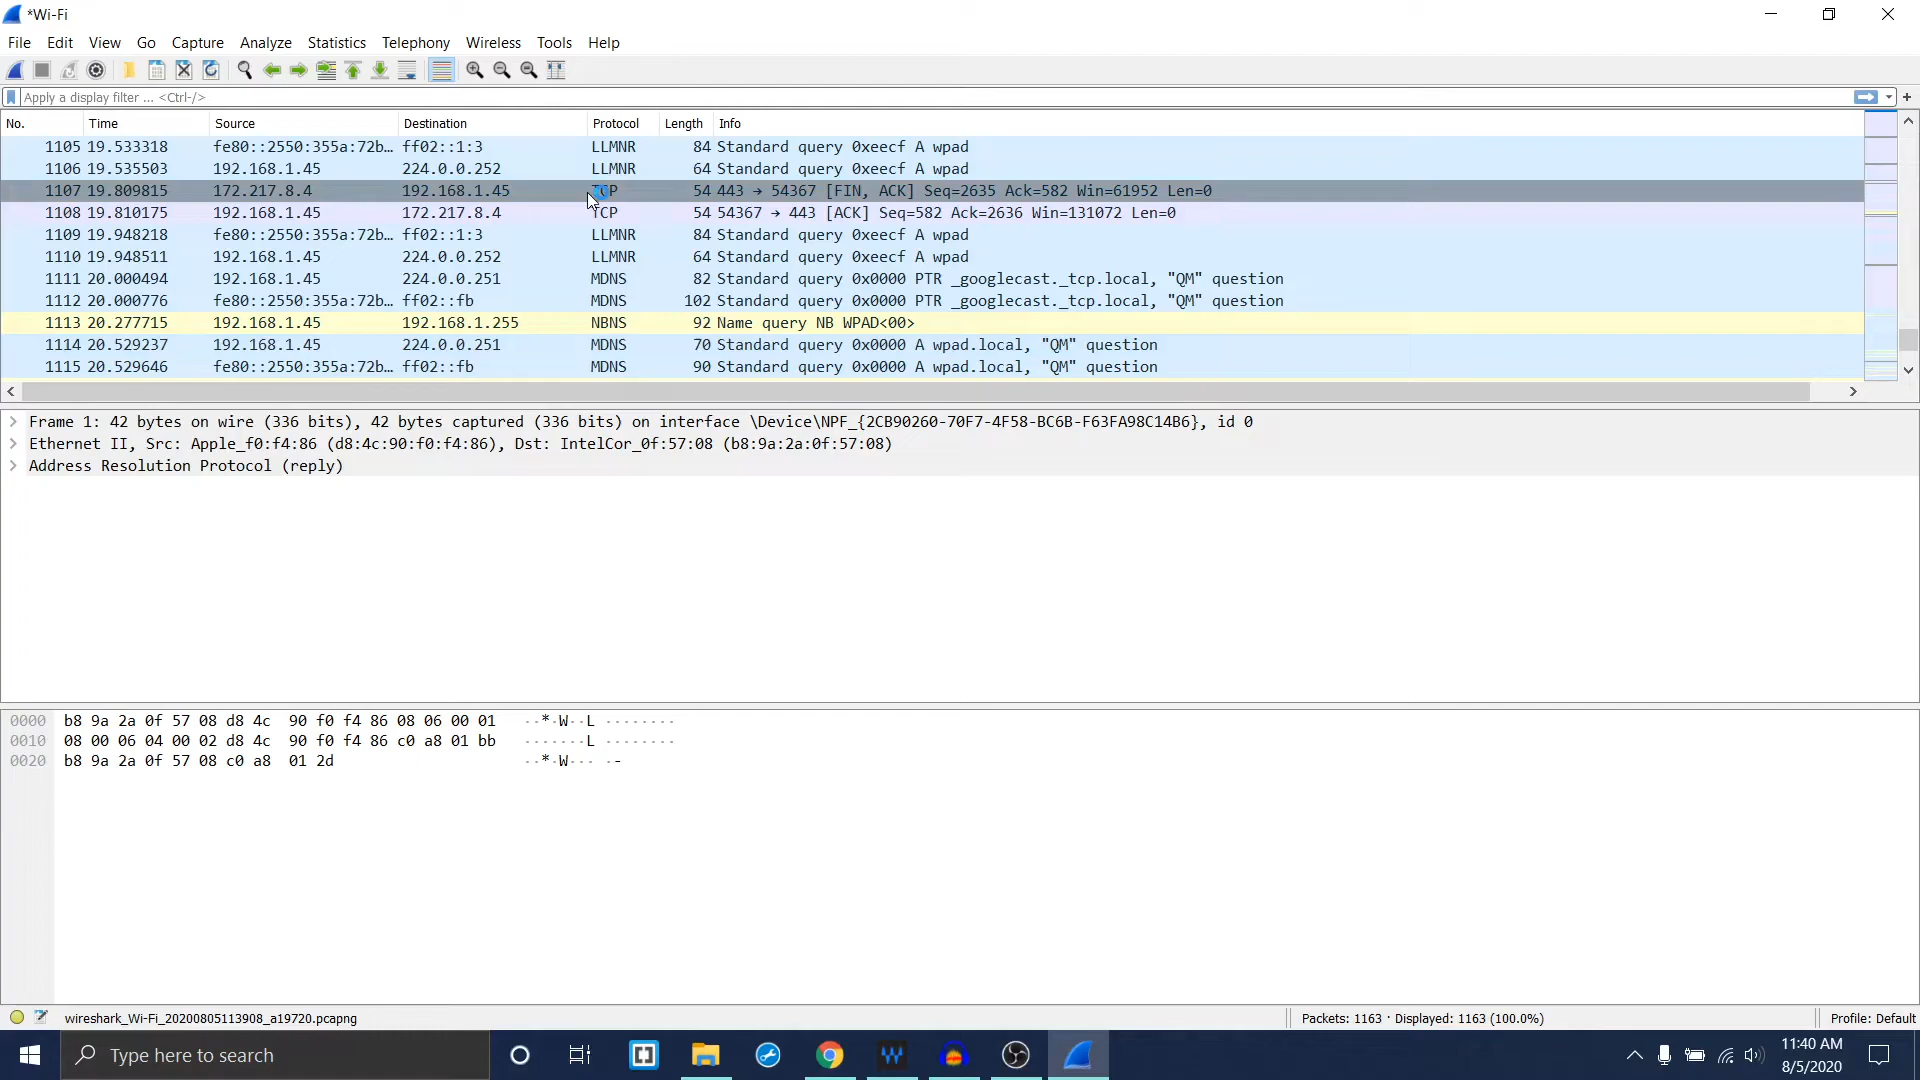 *Wi-Fi
File Edit View Go Capture Analyze Statistics Telephony Wireless Tools Help
Apply a display filter ... <Ctrl-/>
No. Time Source Destination Protocol Length Info
1105 19.533318 fe80::2550:355a:72b… ff02::1:3 LLMNR 84 Standard query 0xeecf A wpad
1106 19.535503 192.168.1.45 224.0.0.252 LLMNR 64 Standard query 0xeecf A wpad
1107 19.809815 172.217.8.4 192.168.1.45 TCP 54 443 → 54367 [FIN, ACK] Seq=2635 Ack=582 Win=61952 Len=0
1108 19.810175 192.168.1.45 172.217.8.4 TCP 54 54367 → 443 [ACK] Seq=582 Ack=2636 Win=131072 Len=0
1109 19.948218 fe80::2550:355a:72b… ff02::1:3 LLMNR 84 Standard query 0xeecf A wpad
1110 19.948511 192.168.1.45 224.0.0.252 LLMNR 64 Standard query 0xeecf A wpad
1111 20.000494 192.168.1.45 224.0.0.251 MDNS 82 Standard query 0x0000 PTR _googlecast._tcp.local, "QM" question
1112 20.000776 fe80::2550:355a:72b… ff02::fb MDNS 102 Standard query 0x0000 PTR _googlecast._tcp.local, "QM" question
1113 20.277715 192.168.1.45 192.168.1.255 NBNS 92 Name query NB WPAD<00>
1114 20.529237 192.168.1.45 224.0.0.251 MDNS 70 Standard query 0x0000 A wpad.local, "QM" question
1115 20.529646 fe80::2550:355a:72b… ff02::fb MDNS 90 Standard query 0x0000 A wpad.local, "QM" question
Frame 1: 42 bytes on wire (336 bits), 42 bytes captured (336 bits) on interface \Device\NPF_{2CB90260-70F7-4F58-BC6B-F63FA98C14B6}, id 0
Ethernet II, Src: Apple_f0:f4:86 (d8:4c:90:f0:f4:86), Dst: IntelCor_0f:57:08 (b8:9a:2a:0f:57:08)
Address Resolution Protocol (reply)
0000 b8 9a 2a 0f 57 08 d8 4c 90 f0 f4 86 08 06 00 01 ··*·W··L ········
0010 08 00 06 04 00 02 d8 4c 90 f0 f4 86 c0 a8 01 bb ·······L ········
0020 b8 9a 2a 0f 57 08 c0 a8 01 2d ··*·W··· ·-
wireshark_Wi-Fi_20200805113908_a19720.pcapng Packets: 1163 · Displayed: 1163 (100.0%) Profile: Default
Type here to search
11:40 AM
8/5/2020